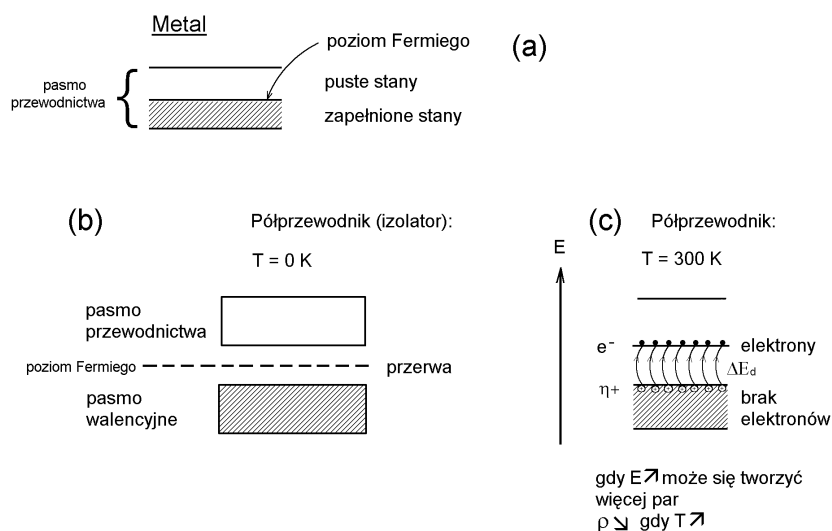 Metal
poziom Fermiego
(a)
pasmo
przewodnictwa
puste stany
zapełnione stany
(b)
Półprzewodnik (izolator):
T = 0 K
pasmo
przewodnictwa
poziom Fermiego
przerwa
pasmo
walencyjne
E
(c)
Półprzewodnik:
T = 300 K
e⁻
elektrony
ΔEd
η+
brak
elektronów
gdy E↗ może się tworzyć
więcej par
ρ↘ gdy T↗